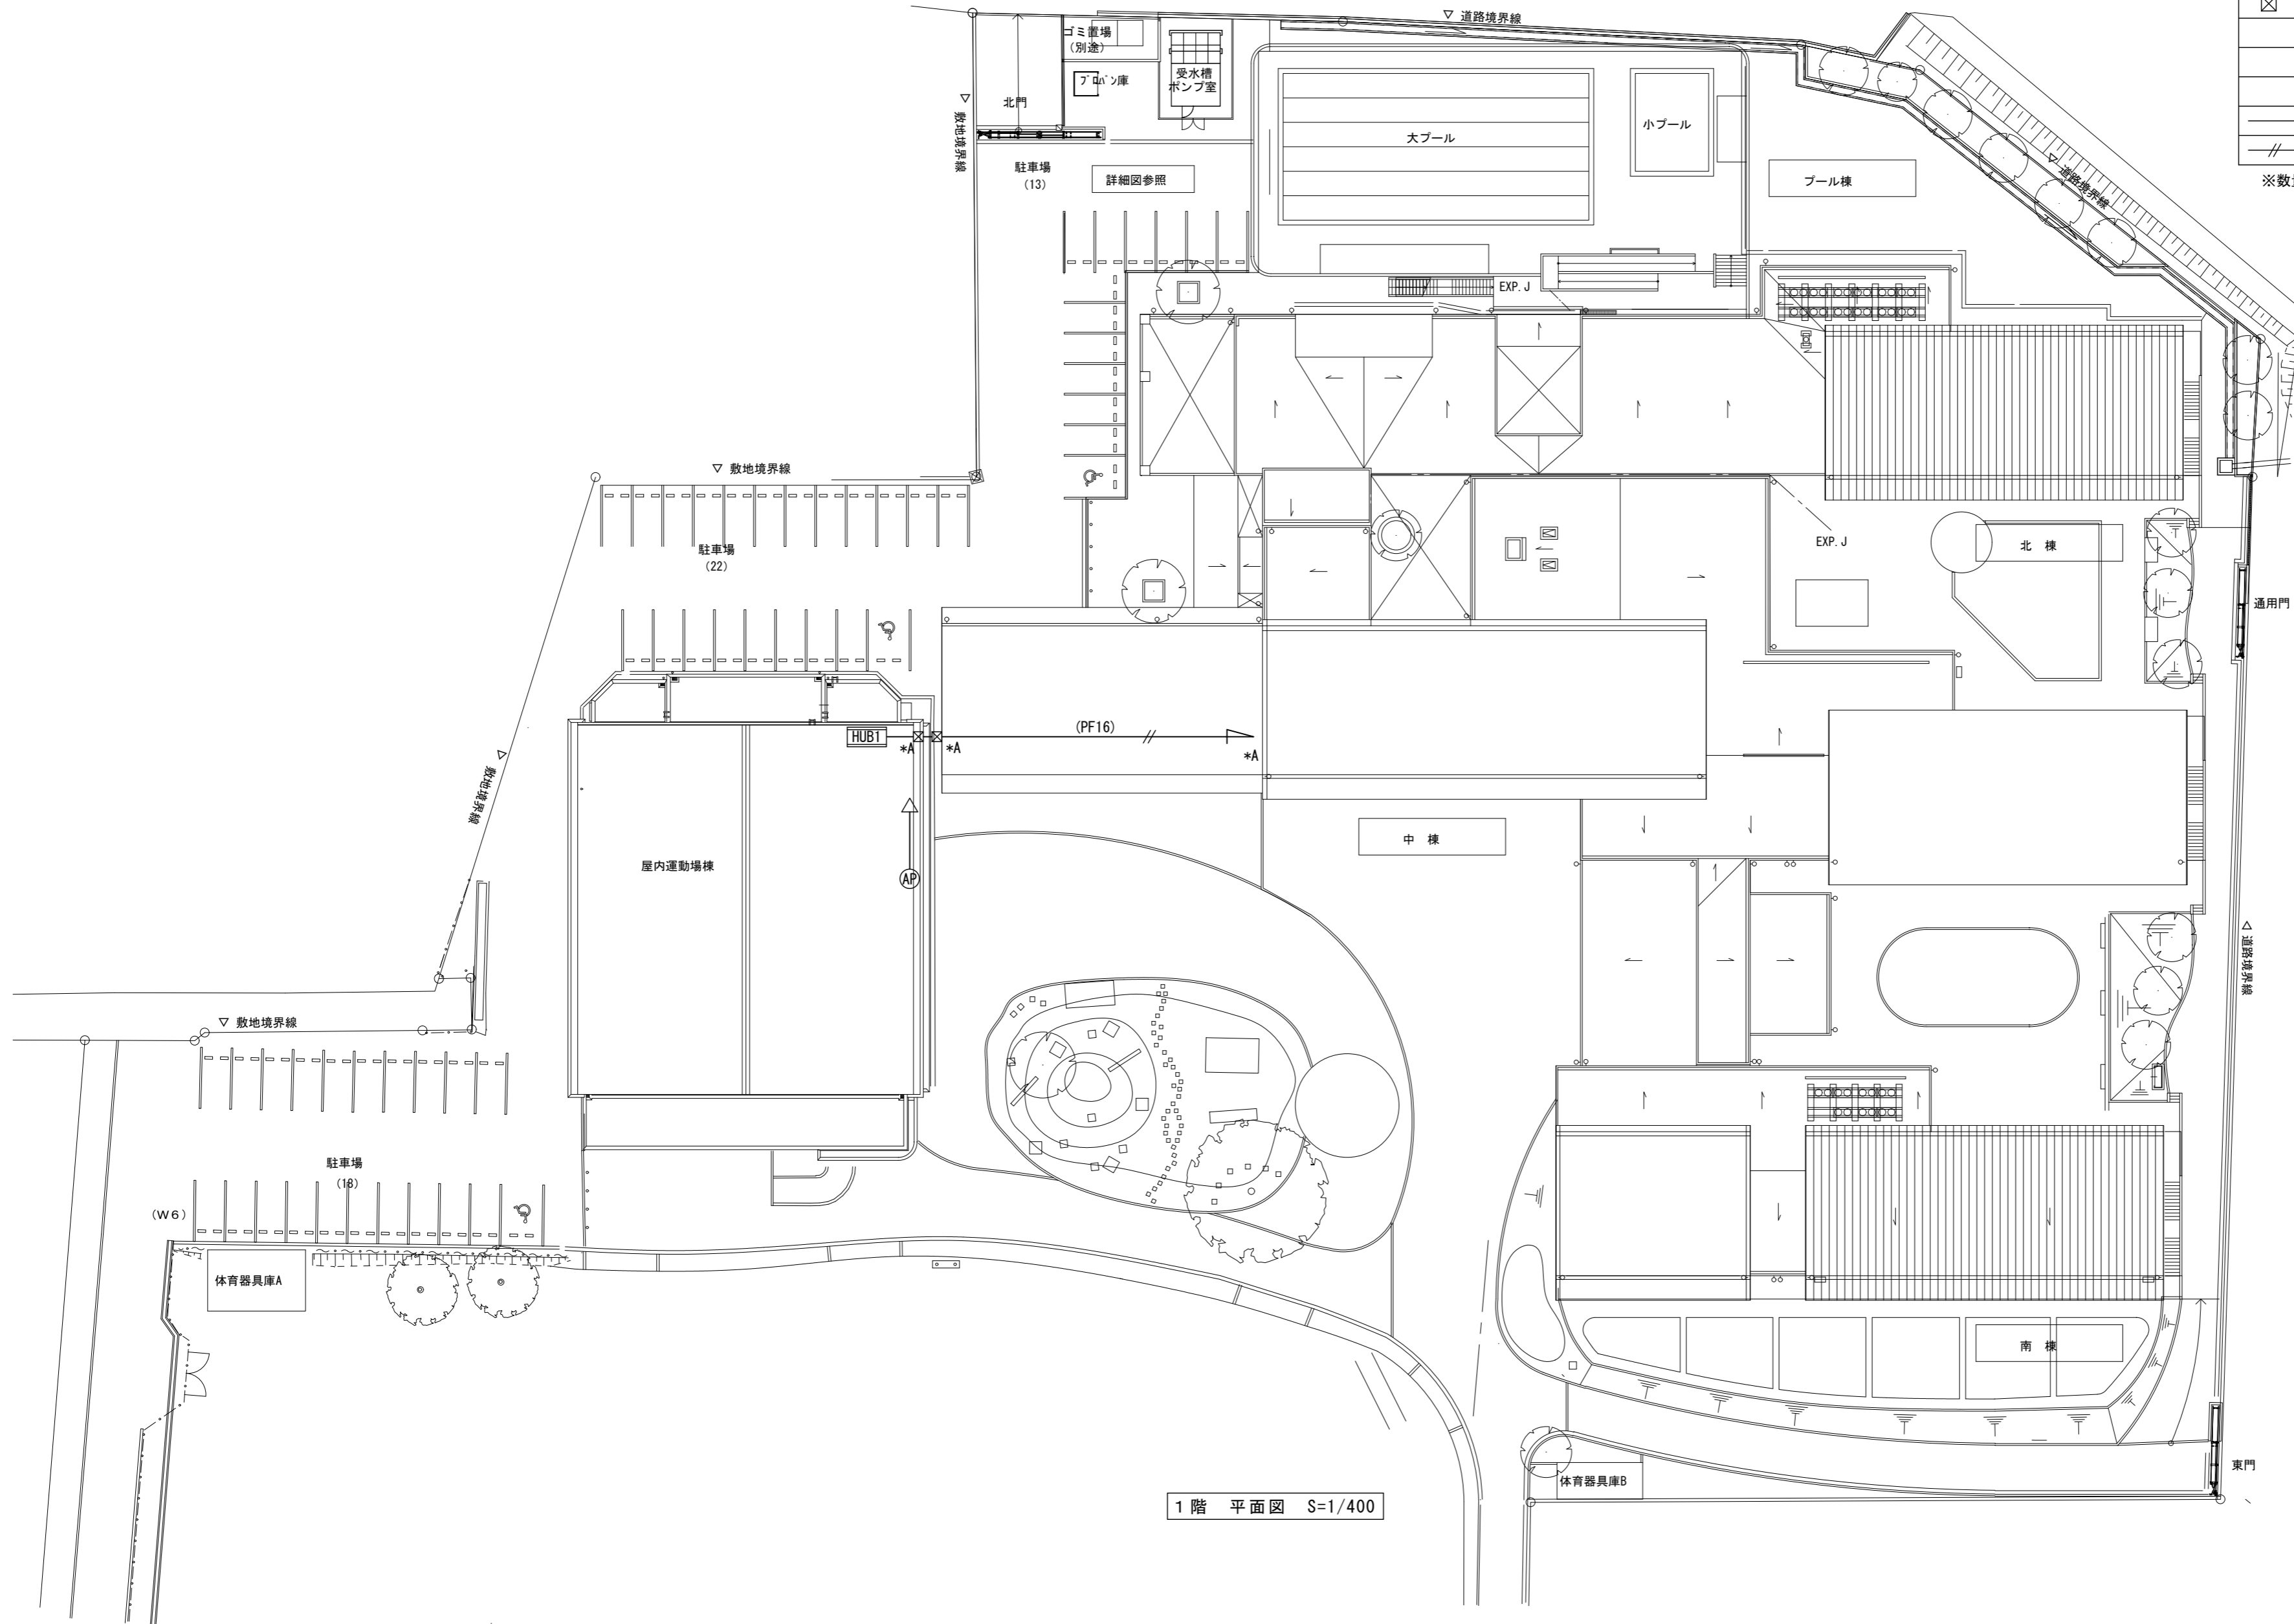 ▽ 道路境界線
ゴミ置場
(別途)
プロパン庫
受水槽
ポンプ室
北門
▽ 敷地境界線
大プール
小プール
駐車場
(13)
詳細図参照
プール棟
▽ 道路境界線
※数
EXP.J
▽ 敷地境界線
駐車場
(22)
EXP.J
北 棟
通用門
(PF16)
HUB1
*A
*A
*A
▽ 敷地境界線
中 棟
屋内運動場棟
AP
▽ 道路境界線
▽ 敷地境界線
駐車場
(18)
(W6)
体育器具庫A
南 棟
東門
体育器具庫B
1階 平面図 S=1/400